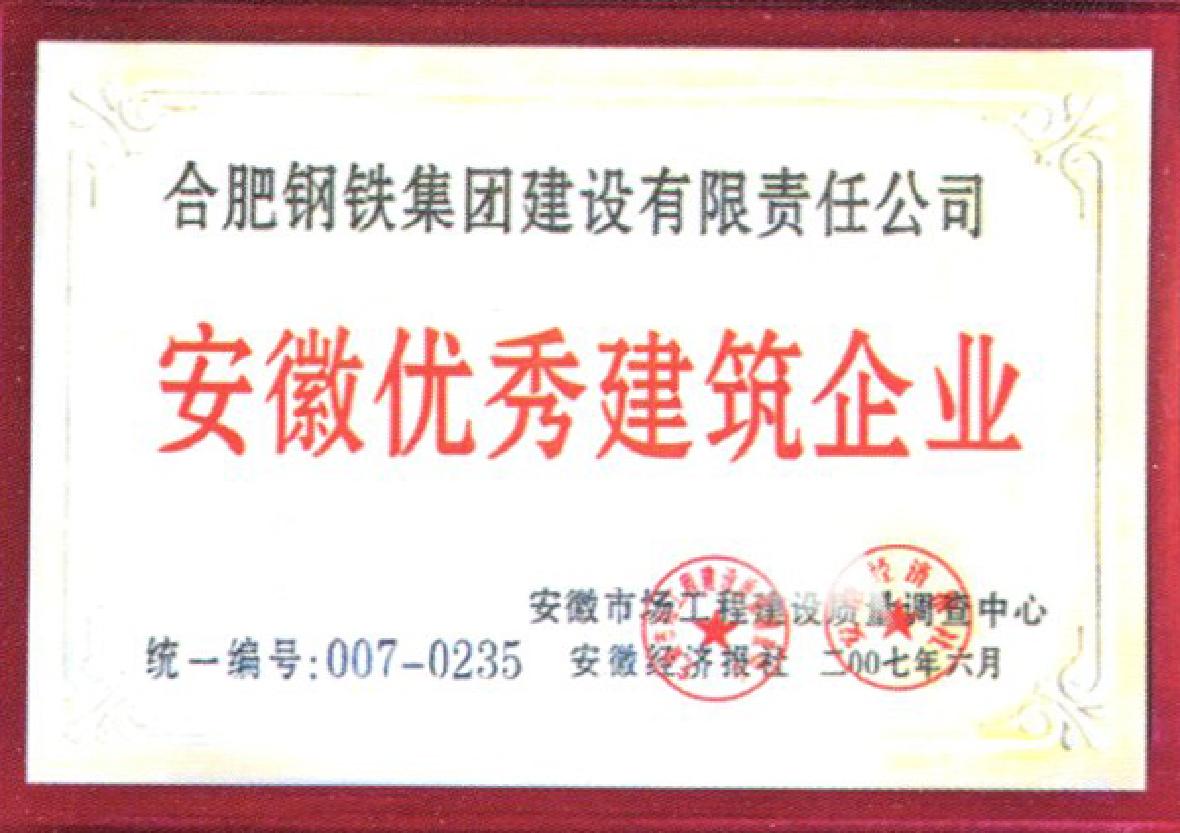 合肥钢铁集团建设有限责任公司
安徽优秀建筑企业
安徽市场工程建设质量调查中心
统一编号:007-0235 安徽经济报社 二00七年六月